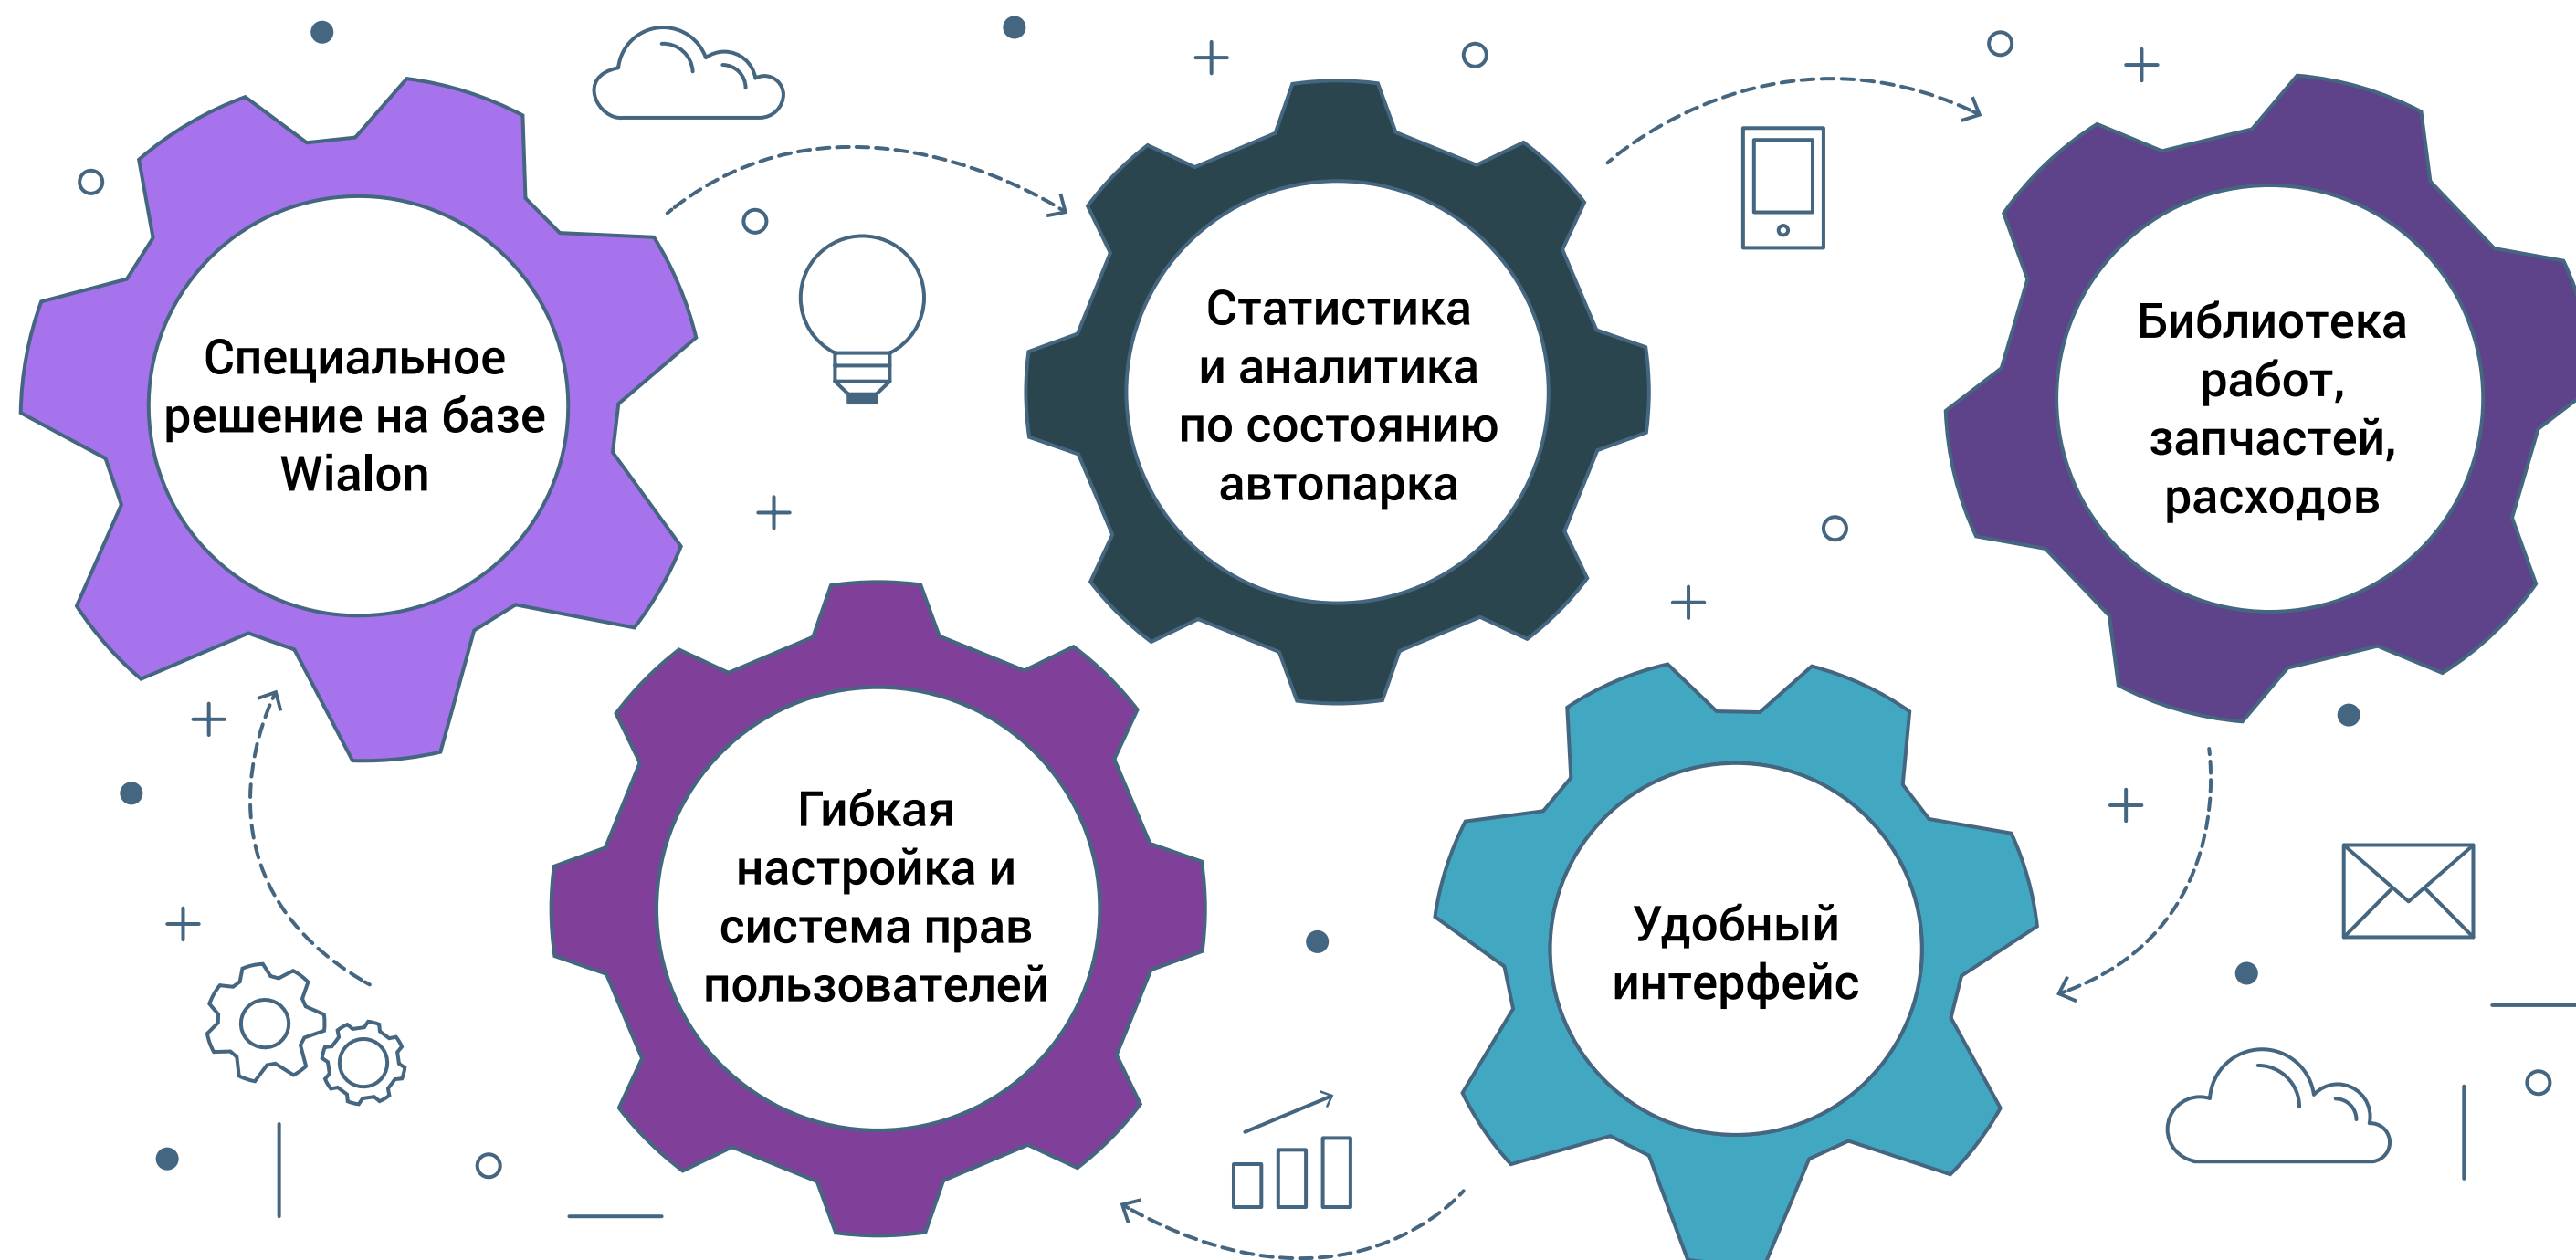 Специальное
решение на базе
Wialon
Статистика
и аналитика
по состоянию
автопарка
Библиотека
работ,
запчастей,
расходов
Гибкая
настройка и
система прав
пользователей
Удобный
интерфейс